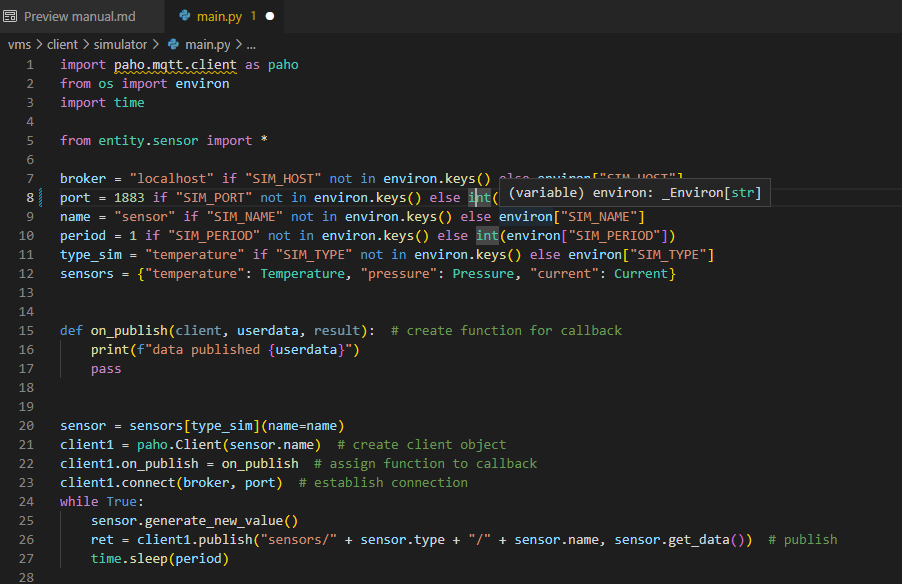 Preview manual.md main.py 1
vms > client > simulator > main.py > ...
1 import paho.mqtt.client as paho
2 from os import environ
3 import time
4
5 from entity.sensor import *
6
7 broker = "localhost" if "SIM_HOST" not in environ.keys() else environ["SIM_HOST"]
8 port = 1883 if "SIM_PORT" not in environ.keys() else int(
(variable) environ: _Environ[str]
9 name = "sensor" if "SIM_NAME" not in environ.keys() else environ["SIM_NAME"]
10 period = 1 if "SIM_PERIOD" not in environ.keys() else int(environ["SIM_PERIOD"])
11 type_sim = "temperature" if "SIM_TYPE" not in environ.keys() else environ["SIM_TYPE"]
12 sensors = {"temperature": Temperature, "pressure": Pressure, "current": Current}
13
14
15 def on_publish(client, userdata, result):  # create function for callback
16     print(f"data published {userdata}")
17     pass
18
19
20 sensor = sensors[type_sim](name=name)
21 client1 = paho.Client(sensor.name)  # create client object
22 client1.on_publish = on_publish  # assign function to callback
23 client1.connect(broker, port)  # establish connection
24 while True:
25     sensor.generate_new_value()
26     ret = client1.publish("sensors/" + sensor.type + "/" + sensor.name, sensor.get_data())  # publish
27     time.sleep(period)
28